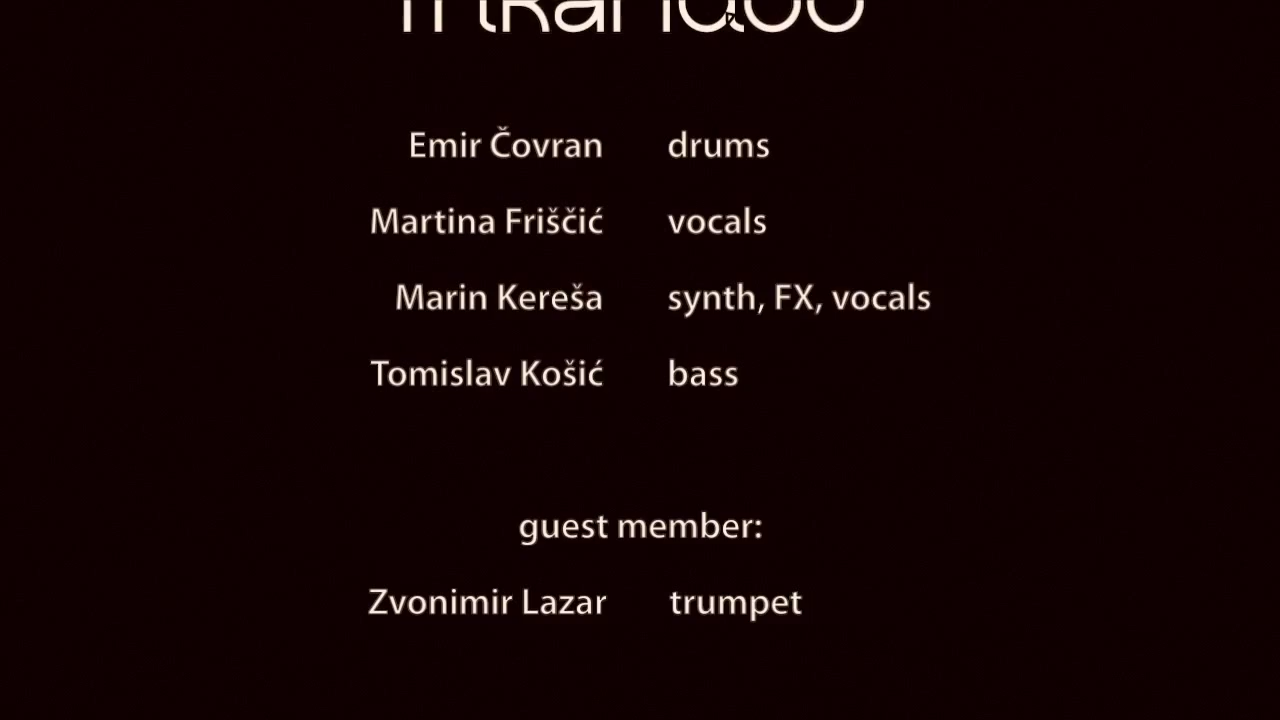 Emir Čovran drums
Martina Friščić vocals
Marin Kereša synth, FX, vocals
Tomislav Košić bass
guest member:
Zvonimir Lazar trumpet